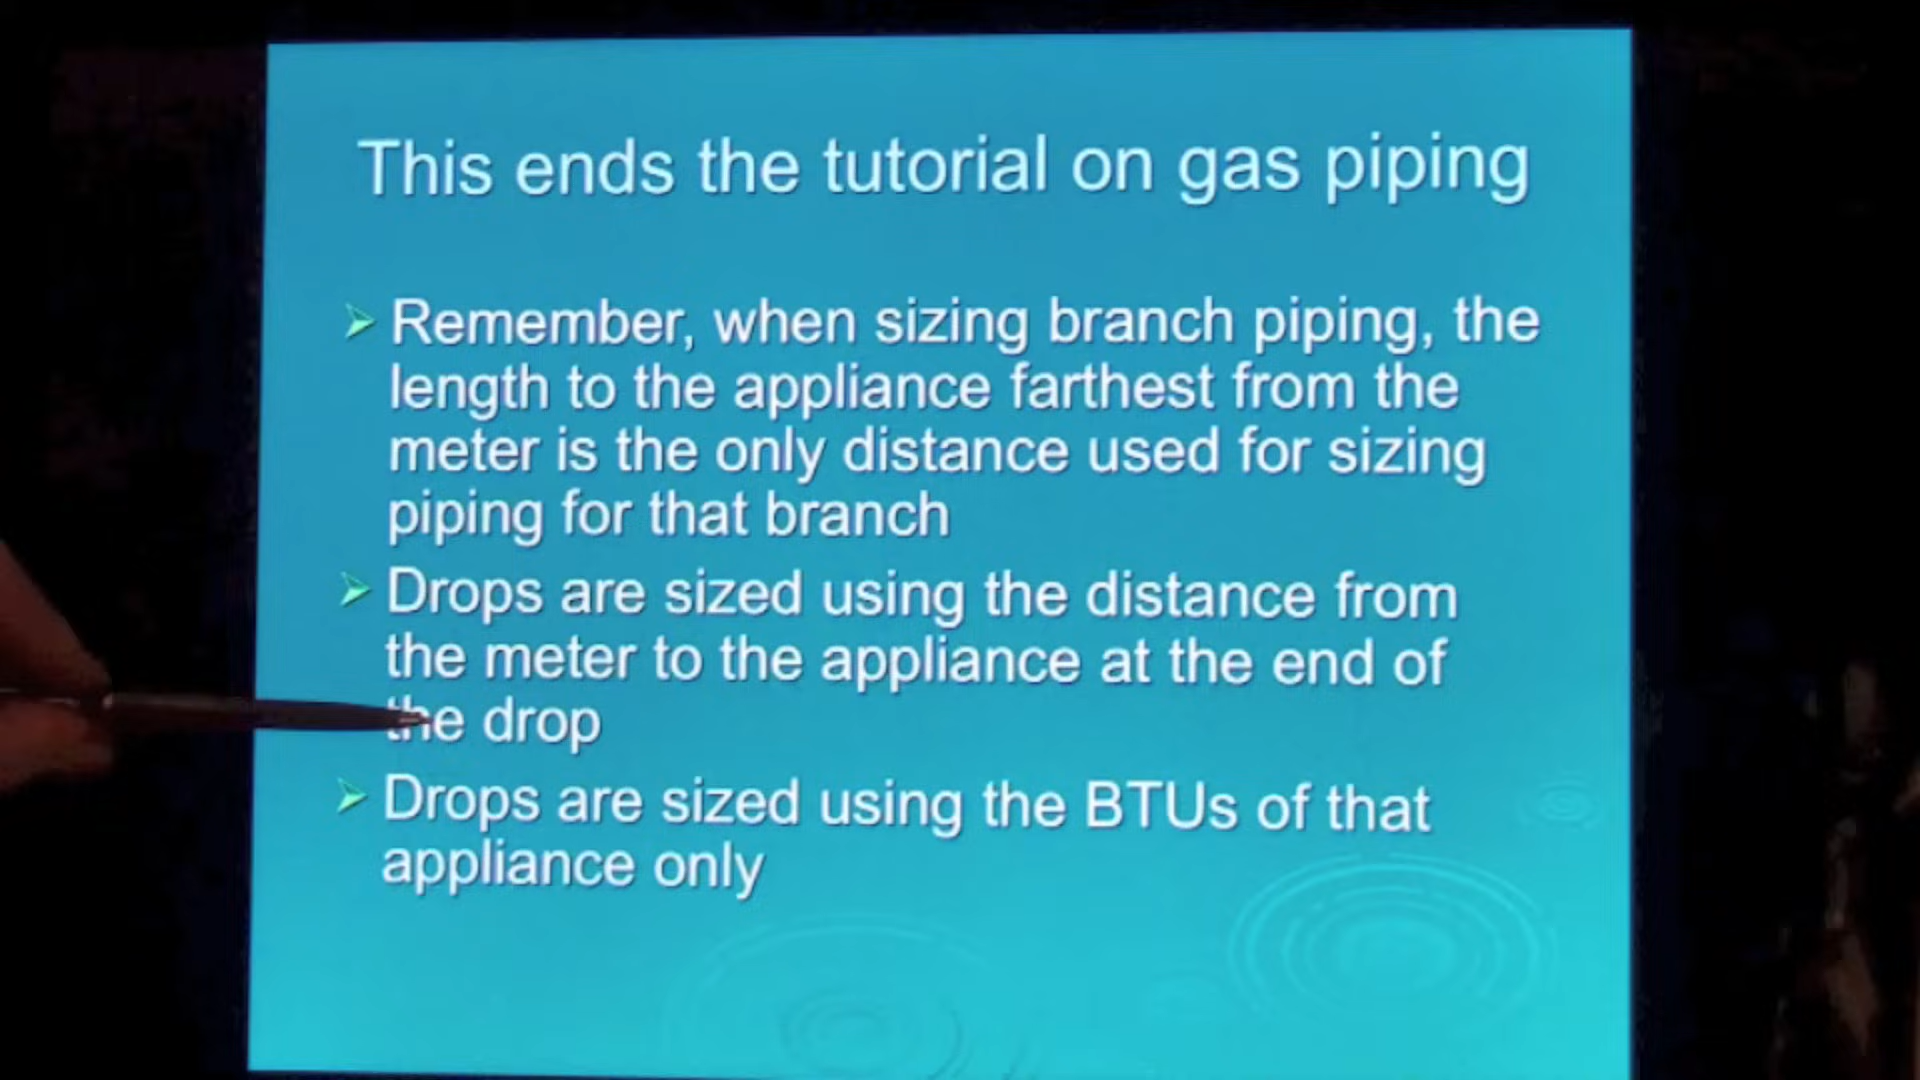 This ends the tutorial on gas piping
Remember, when sizing branch piping, the
length to the appliance farthest from the
meter is the only distance used for sizing
piping for that branch
Drops are sized using the distance from
the meter to the appliance at the end of
the drop
Drops are sized using the BTUs of that
appliance only